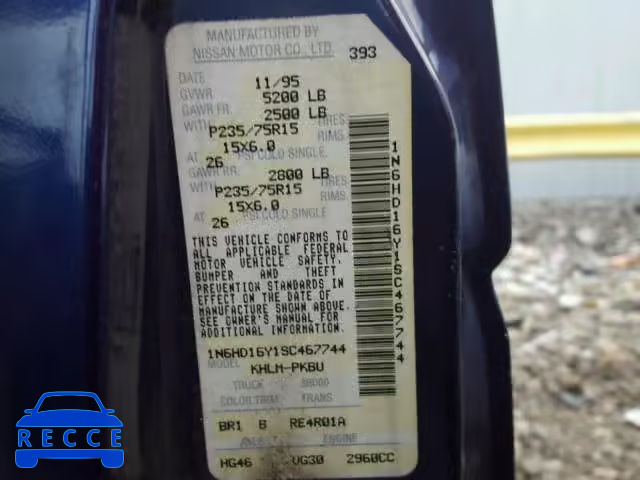 MANUFACTURED BY
NISSAN MOTOR CO., LTD. 393
DATE 11/95
GVWR 5200 LB
GAWR FR. 2500 LB
WITH P235/75R15 TIRES
15X6.0 RIMS
AT 26 PSI COLD SINGLE
GAWR RR. 2800 LB
WITH P235/75R15 TIRES
15X6.0 RIMS
AT 26 PSI COLD SINGLE
THIS VEHICLE CONFORMS TO
ALL APPLICABLE FEDERAL
MOTOR VEHICLE SAFETY,
BUMPER AND THEFT
PREVENTION STANDARDS IN
EFFECT ON THE DATE OF
MANUFACTURE SHOWN ABOVE.
SEE OWNER'S MANUAL FOR
ADDITIONAL INFORMATION.
1N6HD16Y1SC467744
MODEL KHLM-PKBU
TRUCK
COLOR TRIM TRANS
BR1 B RE4R01A
AXLE ENGINE
HG46 VG30 2960CC
1N6HD16Y1SC467744
RECCE